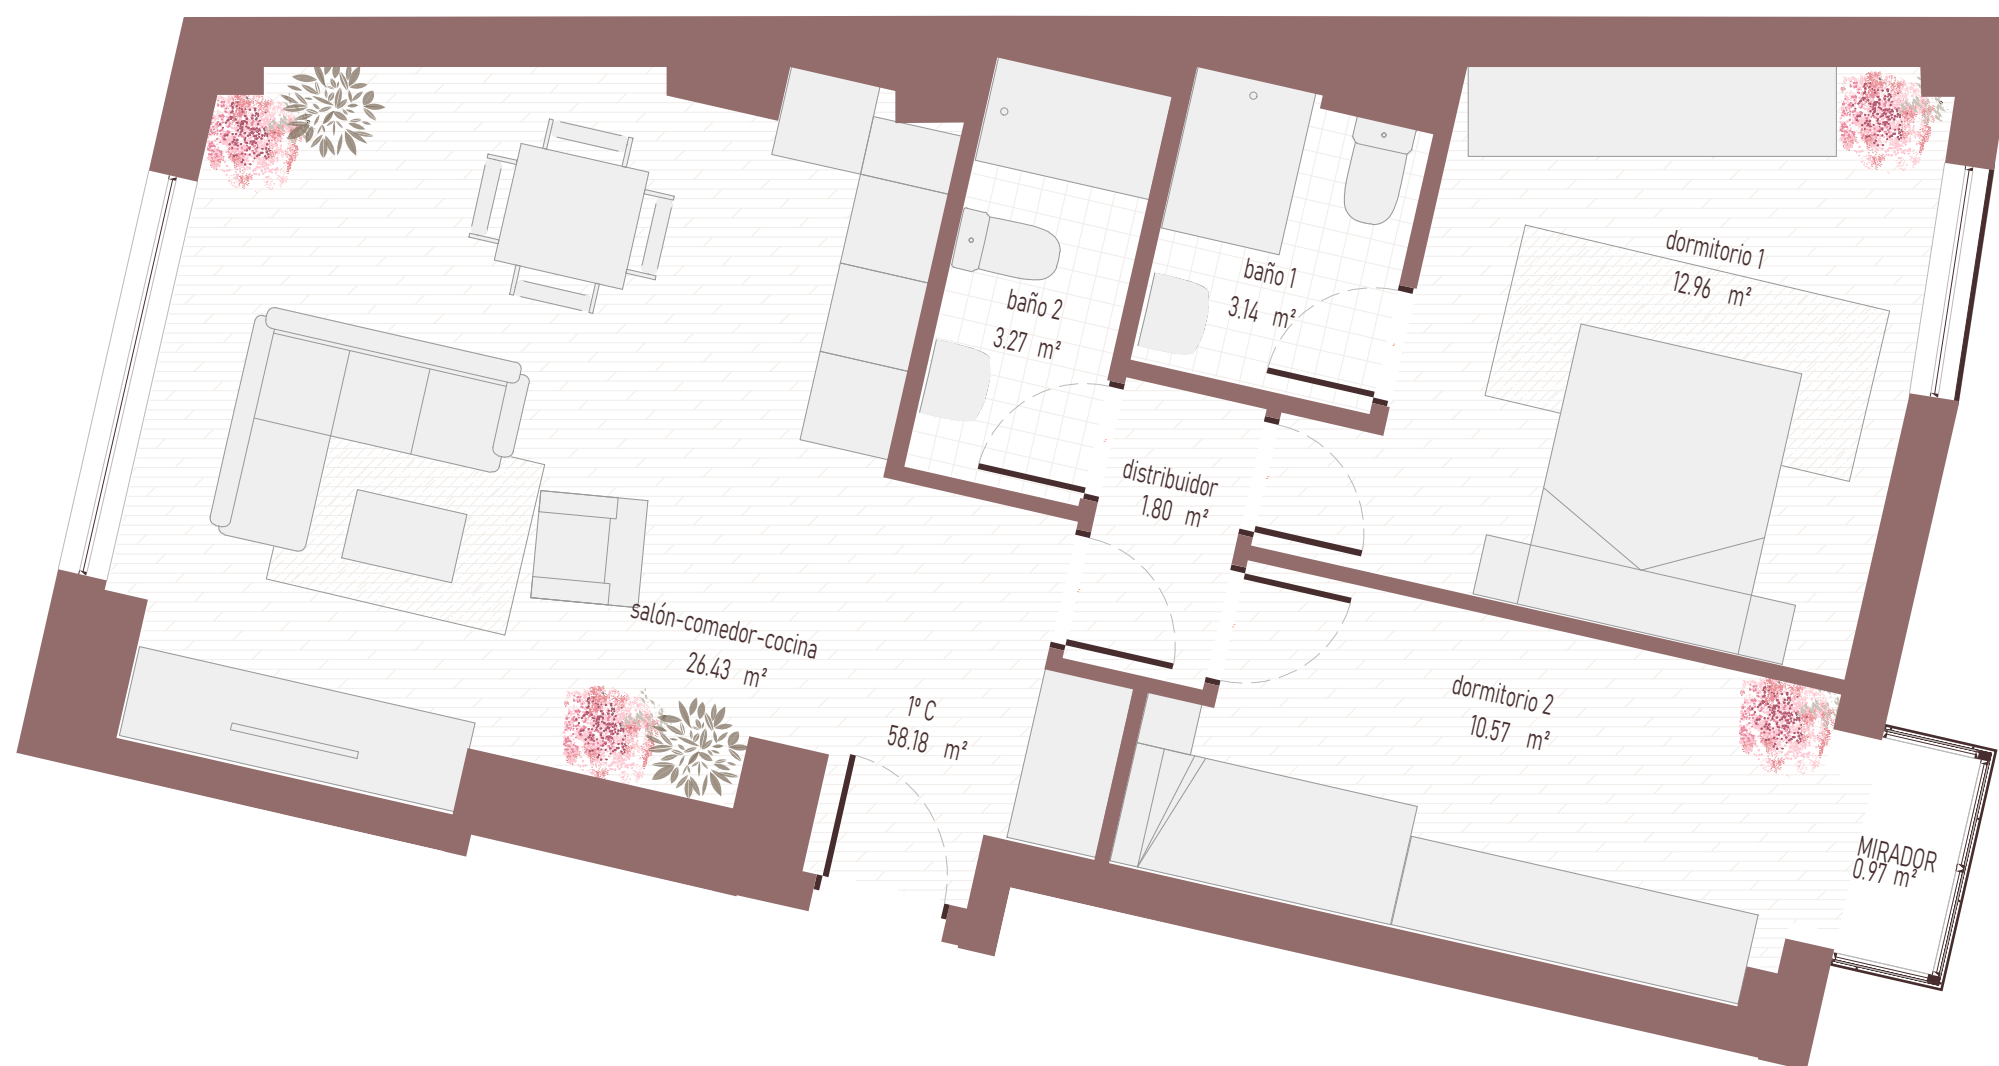 dormitorio 1
12.96 m²
baño 1
3.14 m²
baño 2
3.27 m²
distribuidor
1.80 m²
salón-comedor-cocina
26.43 m²
1º C
58.18 m²
dormitorio 2
10.57 m²
MIRADOR
0.97 m²